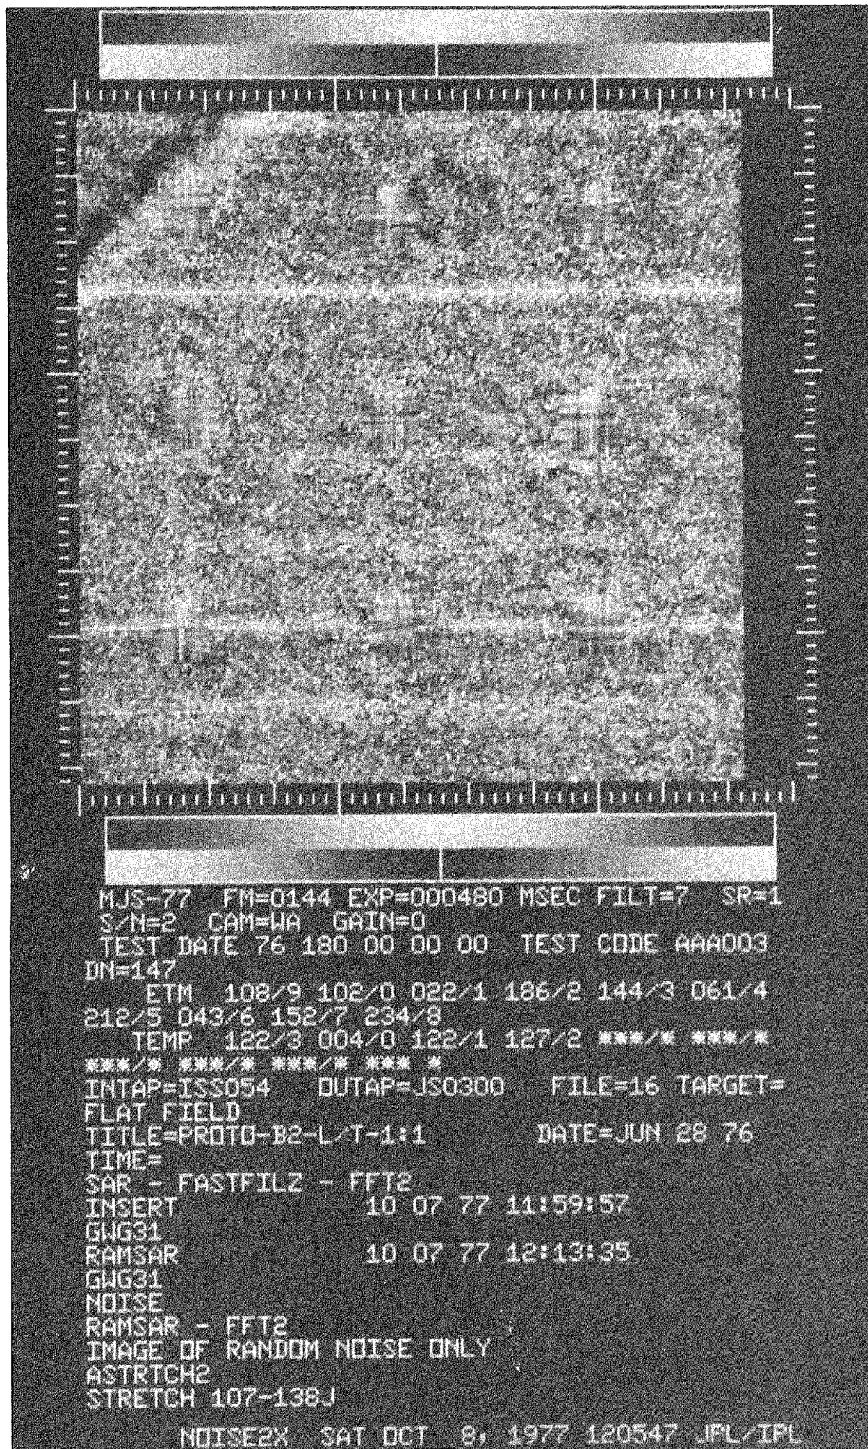 MJS-77 FM=0144 EXP=000480 MSEC FILT=7 SR=1
S/N=2 CAM=WA GAIN=0
TEST DATE 76 180 00 00 00 TEST CODE AAA003
DN=147
ETM 108/9 102/0 022/1 186/2 144/3 061/4
212/5 043/6 152/7 234/8
TEMP 122/3 004/0 122/1 127/2 ***/* ***/*
***/* ***/* ***/* *** *
INTAP=ISS054 OUTAP=JS0300 FILE=16 TARGET=
FLAT FIELD
TITLE=PROTO-B2-L/T-1:1 DATE=JUN 28 76
TIME=
SAR - FASTFILZ - FFT2
INSERT 10 07 77 11:59:57
GWG31
RAMSAR 10 07 77 12:13:35
GWG31
NOISE
RAMSAR - FFT2
IMAGE OF RANDOM NOISE ONLY
ASTRTCH2
STRETCH 107-138J
NOISE2X SAT OCT 8, 1977 120547 JPL/IPL